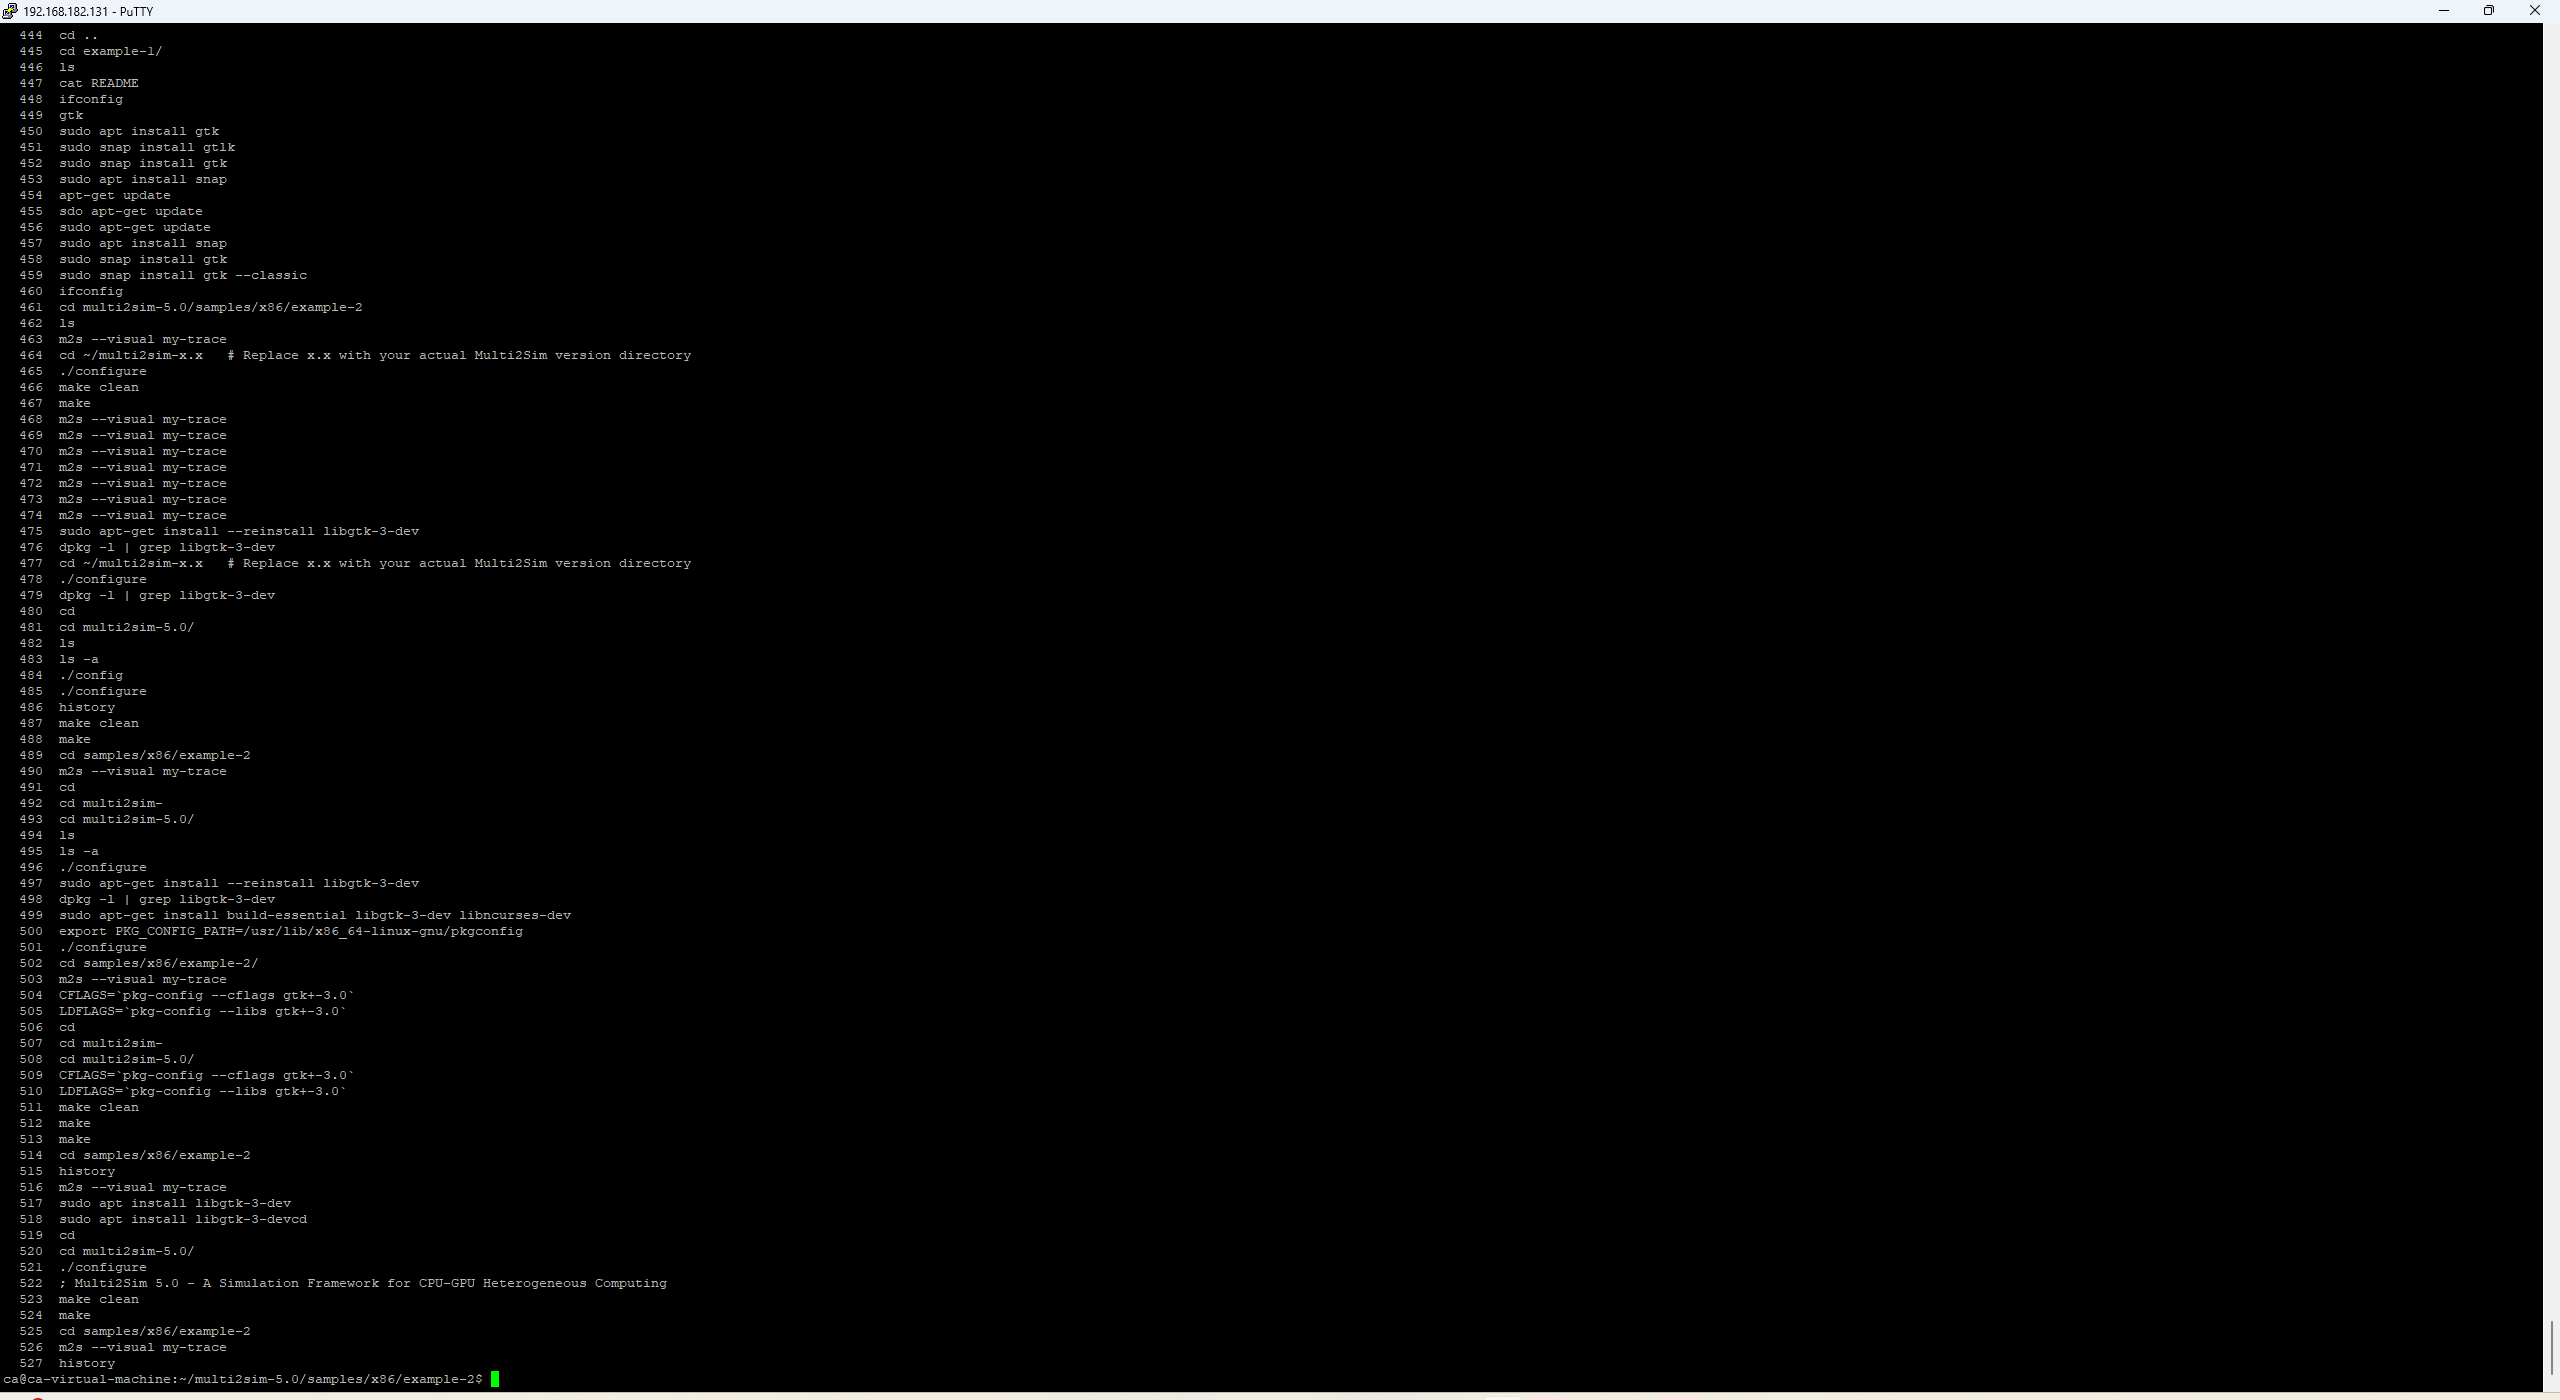 192.168.182.131 - PuTTY
444 cd ..
445 cd example-1/
446 ls
447 cat README
448 ifconfig
449 gtk
450 sudo apt install gtk
451 sudo snap install gtlk
452 sudo snap install gtk
453 sudo apt install snap
454 apt-get update
455 sdo apt-get update
456 sudo apt-get update
457 sudo apt install snap
458 sudo snap install gtk
459 sudo snap install gtk --classic
460 ifconfig
461 cd multi2sim-5.0/samples/x86/example-2
462 ls
463 m2s --visual my-trace
464 cd ~/multi2sim-x.x   # Replace x.x with your actual Multi2Sim version directory
465 ./configure
466 make clean
467 make
468 m2s --visual my-trace
469 m2s --visual my-trace
470 m2s --visual my-trace
471 m2s --visual my-trace
472 m2s --visual my-trace
473 m2s --visual my-trace
474 m2s --visual my-trace
475 sudo apt-get install --reinstall libgtk-3-dev
476 dpkg -l | grep libgtk-3-dev
477 cd ~/multi2sim-x.x   # Replace x.x with your actual Multi2Sim version directory
478 ./configure
479 dpkg -l | grep libgtk-3-dev
480 cd
481 cd multi2sim-5.0/
482 ls
483 ls -a
484 ./config
485 ./configure
486 history
487 make clean
488 make
489 cd samples/x86/example-2
490 m2s --visual my-trace
491 cd
492 cd multi2sim-
493 cd multi2sim-5.0/
494 ls
495 ls -a
496 ./configure
497 sudo apt-get install --reinstall libgtk-3-dev
498 dpkg -l | grep libgtk-3-dev
499 sudo apt-get install build-essential libgtk-3-dev libncurses-dev
500 export PKG_CONFIG_PATH=/usr/lib/x86_64-linux-gnu/pkgconfig
501 ./configure
502 cd samples/x86/example-2/
503 m2s --visual my-trace
504 CFLAGS=`pkg-config --cflags gtk+-3.0`
505 LDFLAGS=`pkg-config --libs gtk+-3.0`
506 cd
507 cd multi2sim-
508 cd multi2sim-5.0/
509 CFLAGS=`pkg-config --cflags gtk+-3.0`
510 LDFLAGS=`pkg-config --libs gtk+-3.0`
511 make clean
512 make
513 make
514 cd samples/x86/example-2
515 history
516 m2s --visual my-trace
517 sudo apt install libgtk-3-dev
518 sudo apt install libgtk-3-devcd
519 cd
520 cd multi2sim-5.0/
521 ./configure
522 ; Multi2Sim 5.0 - A Simulation Framework for CPU-GPU Heterogeneous Computing
523 make clean
524 make
525 cd samples/x86/example-2
526 m2s --visual my-trace
527 history
ca@ca-virtual-machine:~/multi2sim-5.0/samples/x86/example-2$